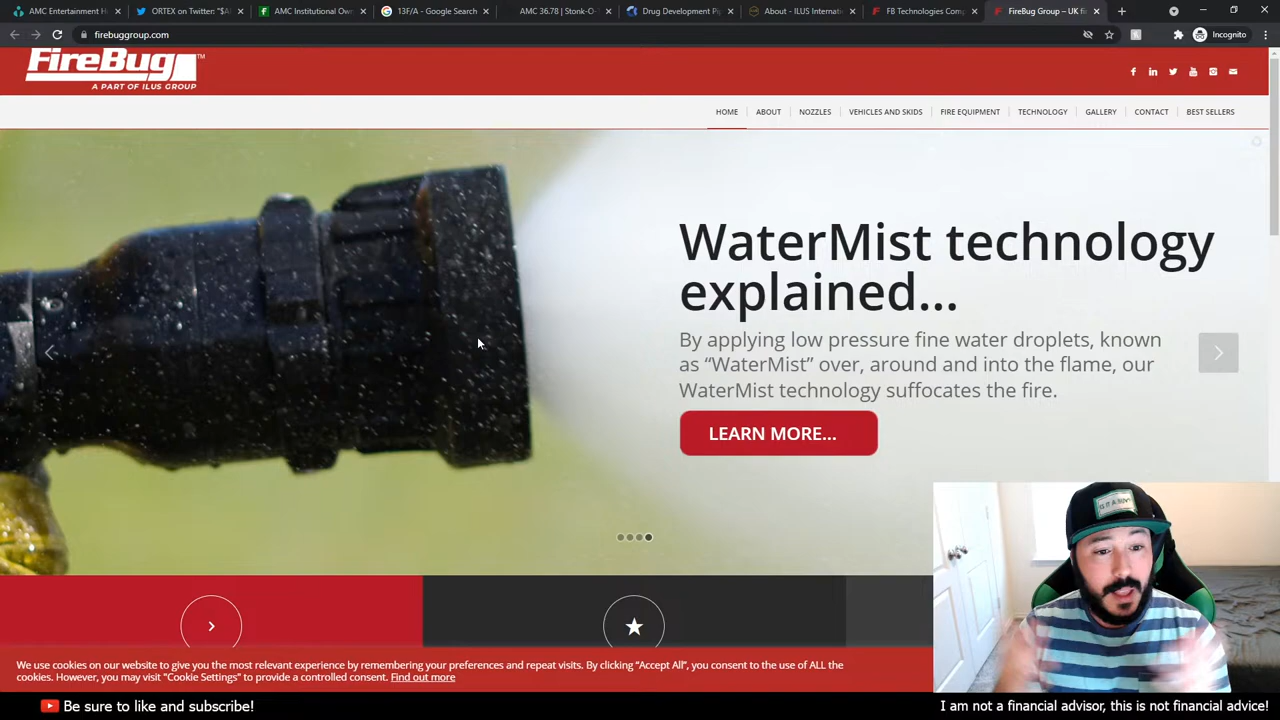 AMC Entertainment H
ORTEX on Twitter: "$A
AMC Institutional Own
13F/A - Google Search
AMC 36.78 | Stonk-O
Drug Development Pi
About - ILUS Internati
FB Technologies Com
FireBug Group – UK fi
firebuggroup.com
Incognito
FireBug™
A PART OF ILUS GROUP
HOME
ABOUT
NOZZLES
VEHICLES AND SKIDS
FIRE EQUIPMENT
TECHNOLOGY
GALLERY
CONTACT
BEST SELLERS
WaterMist technology
explained...
By applying low pressure fine water droplets, known
as “WaterMist” over, around and into the flame, our
WaterMist technology suffocates the fire.
LEARN MORE...
We use cookies on our website to give you the most relevant experience by remembering your preferences and repeat visits. By clicking “Accept All”, you consent to the use of ALL the
cookies. However, you may visit "Cookie Settings" to provide a controlled consent. Find out more
Be sure to like and subscribe!
I am not a financial advisor, this is not financial advice!